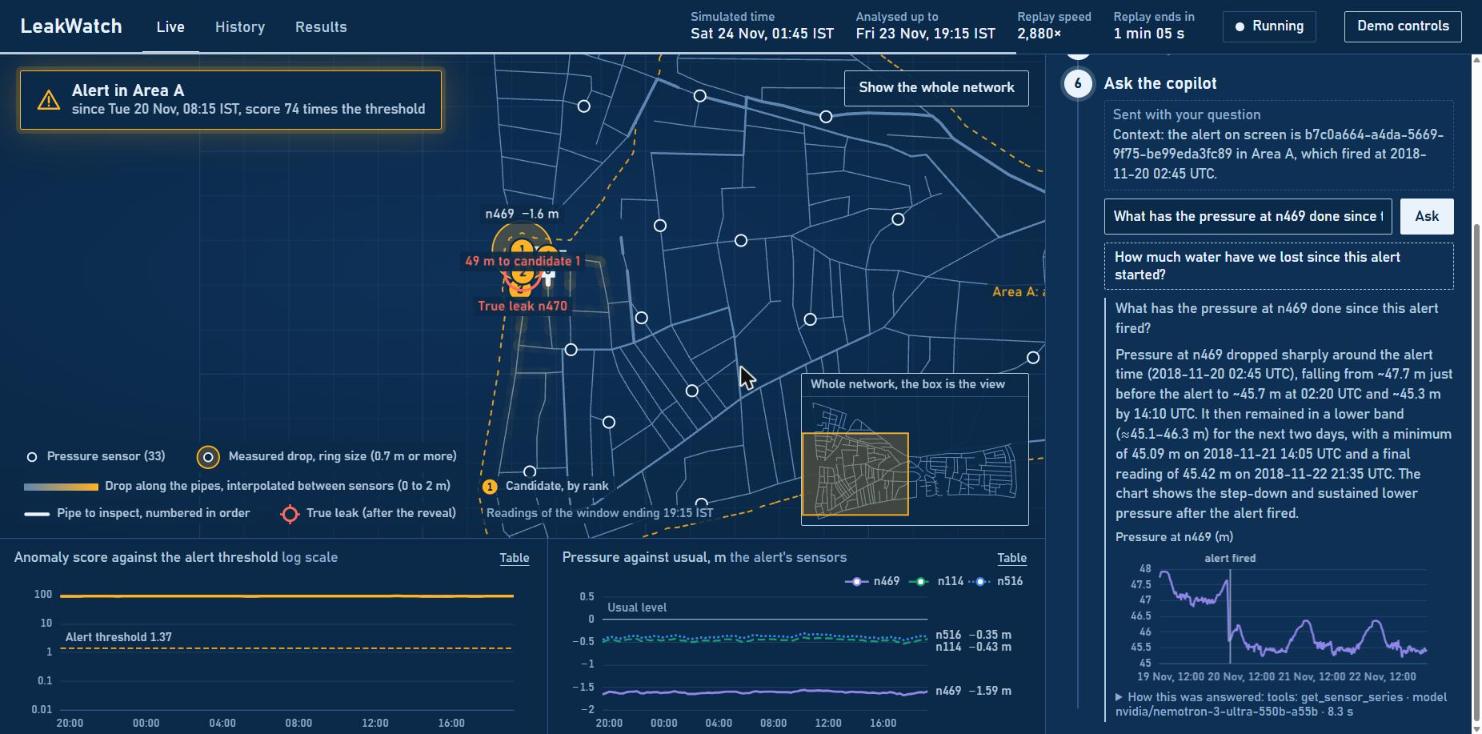 LeakWatch
Live
History
Results
Simulated time
Sat 24 Nov, 01:45 IST
Analysed up to
Fri 23 Nov, 19:15 IST
Replay speed
2,880×
Replay ends in
1 min 05 s
Running
Demo controls
Alert in Area A
since Tue 20 Nov, 08:15 IST, score 74 times the threshold
Show the whole network
n469 −1.6 m
1
49 m to candidate 1
2
True leak n470
Area A:
Whole network, the box is the view
Pressure sensor (33)
Measured drop, ring size (0.7 m or more)
Drop along the pipes, interpolated between sensors (0 to 2 m)
1 Candidate, by rank
Pipe to inspect, numbered in order
True leak (after the reveal)
Readings of the window ending 19:15 IST
Anomaly score against the alert threshold log scale
Table
100
10
Alert threshold 1.37
1
0.1
0.01
20:00 00:00 04:00 08:00 12:00 16:00
Pressure against usual, m the alert's sensors
Table
n469 n114 n516
0.5
Usual level
0
−0.5
n516 −0.35 m
n114 −0.43 m
−1
−1.5
n469 −1.59 m
−2
20:00 00:00 04:00 08:00 12:00 16:00
6
Ask the copilot
Sent with your question
Context: the alert on screen is b7c0a664-a4da-5669-
9f75-be99eda3fc89 in Area A, which fired at 2018-
11-20 02:45 UTC.
What has the pressure at n469 done since t
Ask
How much water have we lost since this alert
started?
What has the pressure at n469 done since this alert
fired?
Pressure at n469 dropped sharply around the alert
time (2018-11-20 02:45 UTC), falling from ~47.7 m just
before the alert to ~45.7 m at 02:20 UTC and ~45.3 m
by 14:10 UTC. It then remained in a lower band
(≈45.1–46.3 m) for the next two days, with a minimum
of 45.09 m on 2018-11-21 14:05 UTC and a final
reading of 45.42 m on 2018-11-22 21:35 UTC. The
chart shows the step-down and sustained lower
pressure after the alert fired.
Pressure at n469 (m)
alert fired
48
47.5
47
46.5
46
45.5
45
19 Nov, 12:00 20 Nov, 12:00 21 Nov, 12:00 22 Nov, 12:00
▶ How this was answered: tools: get_sensor_series · model
nvidia/nemotron-3-ultra-550b-a55b · 8.3 s